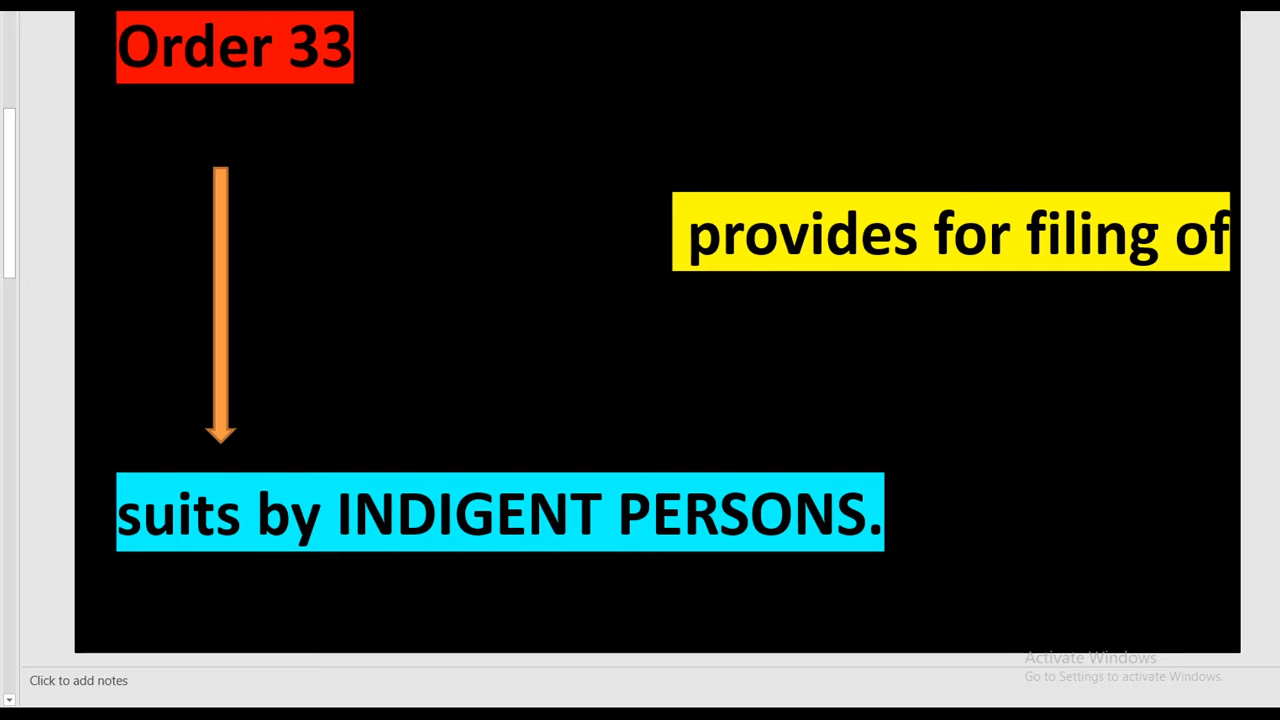 Order 33
provides for filing of
suits by INDIGENT PERSONS.
Activate Windows
Go to Settings to activate Windows.
Click to add notes